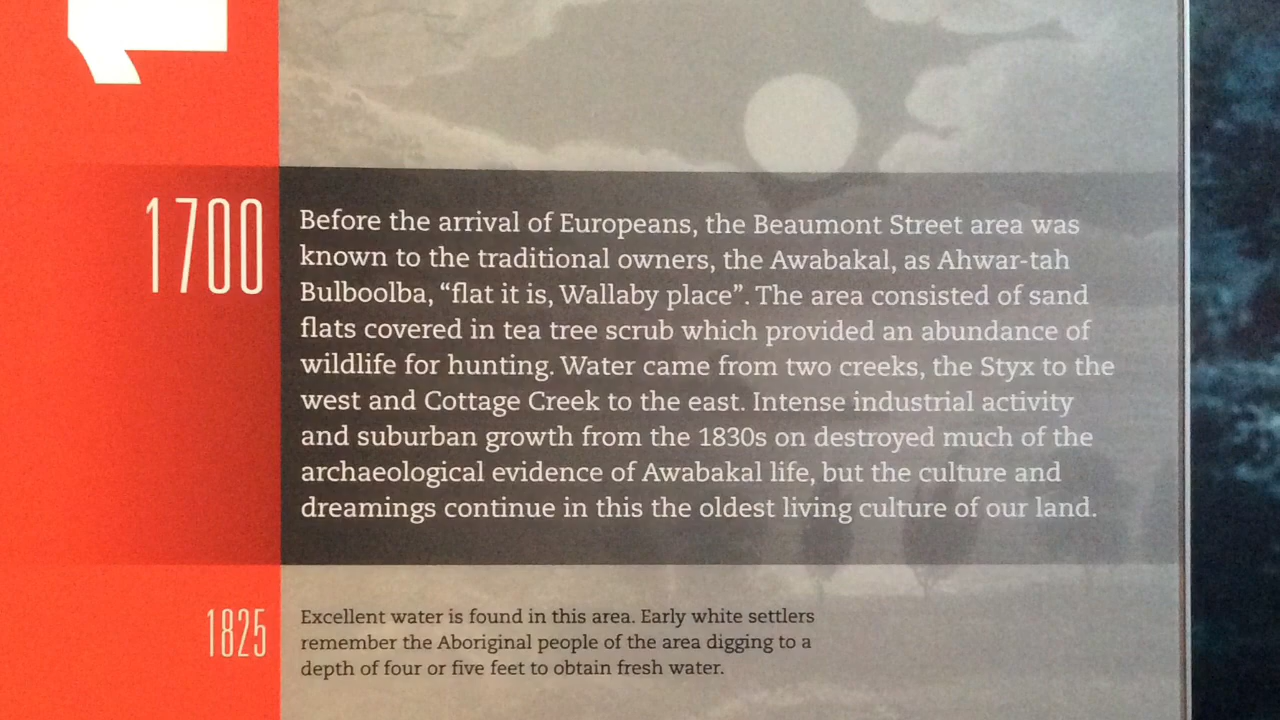 1700
Before the arrival of Europeans, the Beaumont Street area was
known to the traditional owners, the Awabakal, as Ahwar-tah
Bulboolba, “flat it is, Wallaby place”. The area consisted of sand
flats covered in tea tree scrub which provided an abundance of
wildlife for hunting. Water came from two creeks, the Styx to the
west and Cottage Creek to the east. Intense industrial activity
and suburban growth from the 1830s on destroyed much of the
archaeological evidence of Awabakal life, but the culture and
dreamings continue in this the oldest living culture of our land.
1825
Excellent water is found in this area. Early white settlers
remember the Aboriginal people of the area digging to a
depth of four or five feet to obtain fresh water.